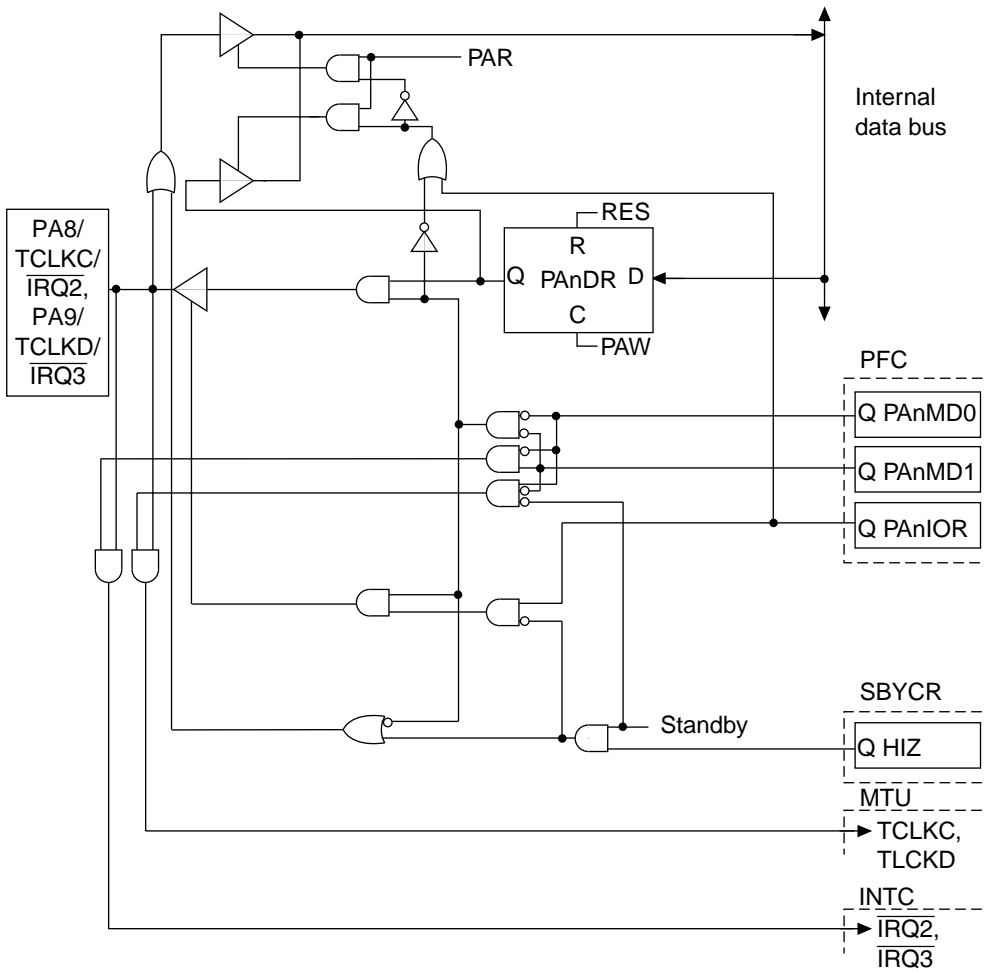 PAR
Internal
data bus
PA8/
TCLKC/
IRQ2,
PA9/
TCLKD/
IRQ3
RES
R
Q PAnDR D
C
PAW
PFC
Q PAnMD0
Q PAnMD1
Q PAnIOR
SBYCR
Standby
Q HIZ
MTU
TCLKC,
TLCKD
INTC
IRQ2,
IRQ3